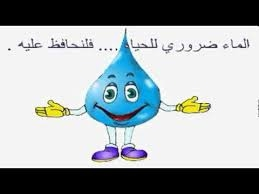 الماء ضروري للحياة .... فلنحافظ عليه .